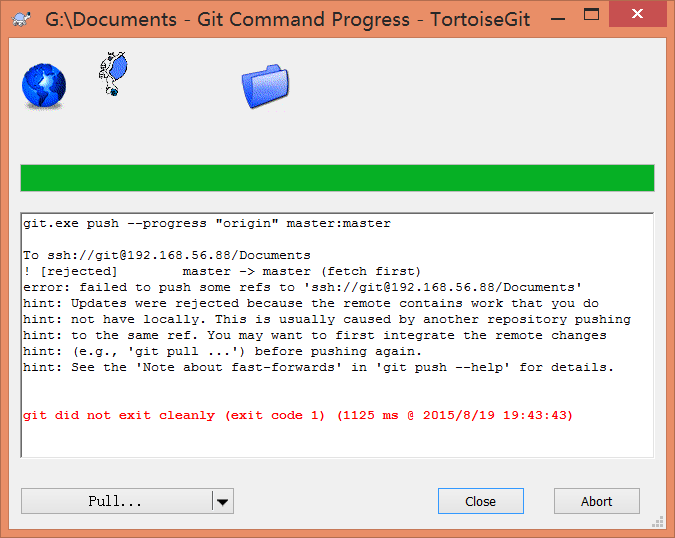 G:\Documents - Git Command Progress - TortoiseGit
git.exe push --progress "origin" master:master
To ssh://git@192.168.56.88/Documents
! [rejected]        master -> master (fetch first)
error: failed to push some refs to 'ssh://git@192.168.56.88/Documents'
hint: Updates were rejected because the remote contains work that you do
hint: not have locally. This is usually caused by another repository pushing
hint: to the same ref. You may want to first integrate the remote changes
hint: (e.g., 'git pull ...') before pushing again.
hint: See the 'Note about fast-forwards' in 'git push --help' for details.
git did not exit cleanly (exit code 1) (1125 ms @ 2015/8/19 19:43:43)
Pull...
Close
Abort